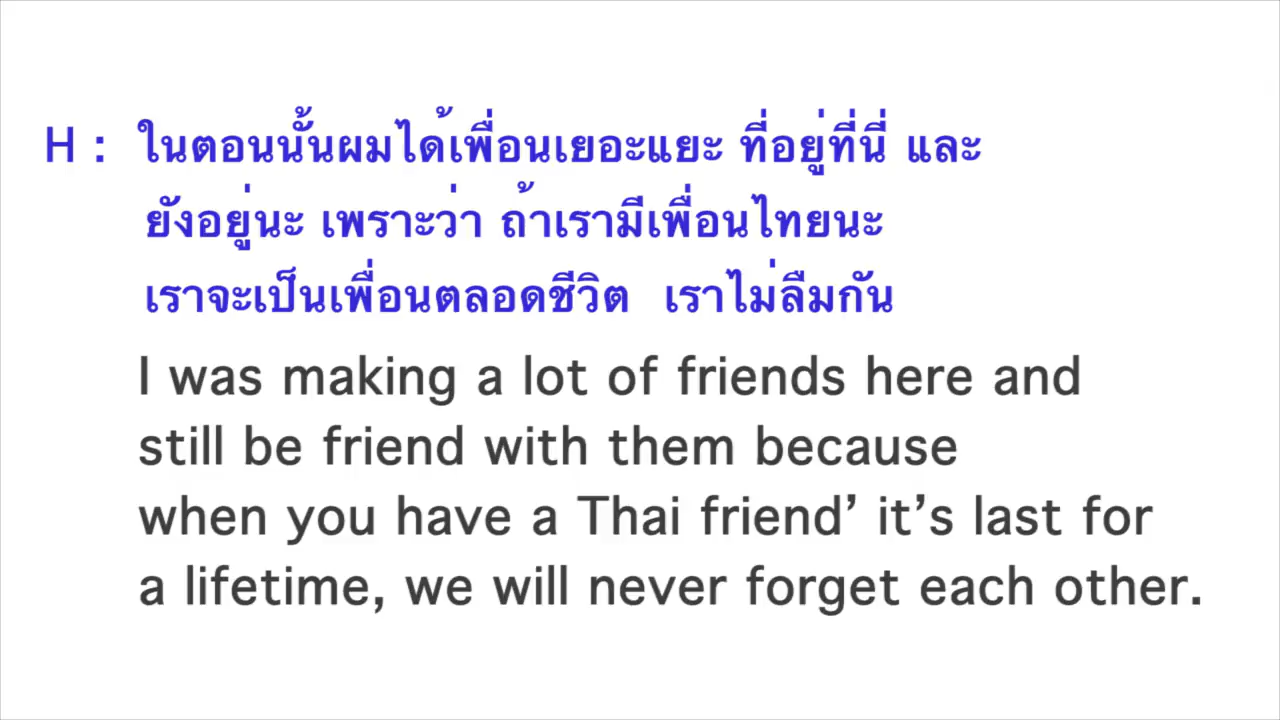 H : ในตอนนั้นผมได้เพื่อนเยอะแยะ ที่อยู่ที่นี่ และ
ยังอยู่นะ เพราะว่า ถ้าเรามีเพื่อนไทยนะ
เราจะเป็นเพื่อนตลอดชีวิต เราไม่ลืมกัน
I was making a lot of friends here and
still be friend with them because
when you have a Thai friend’ it’s last for
a lifetime, we will never forget each other.